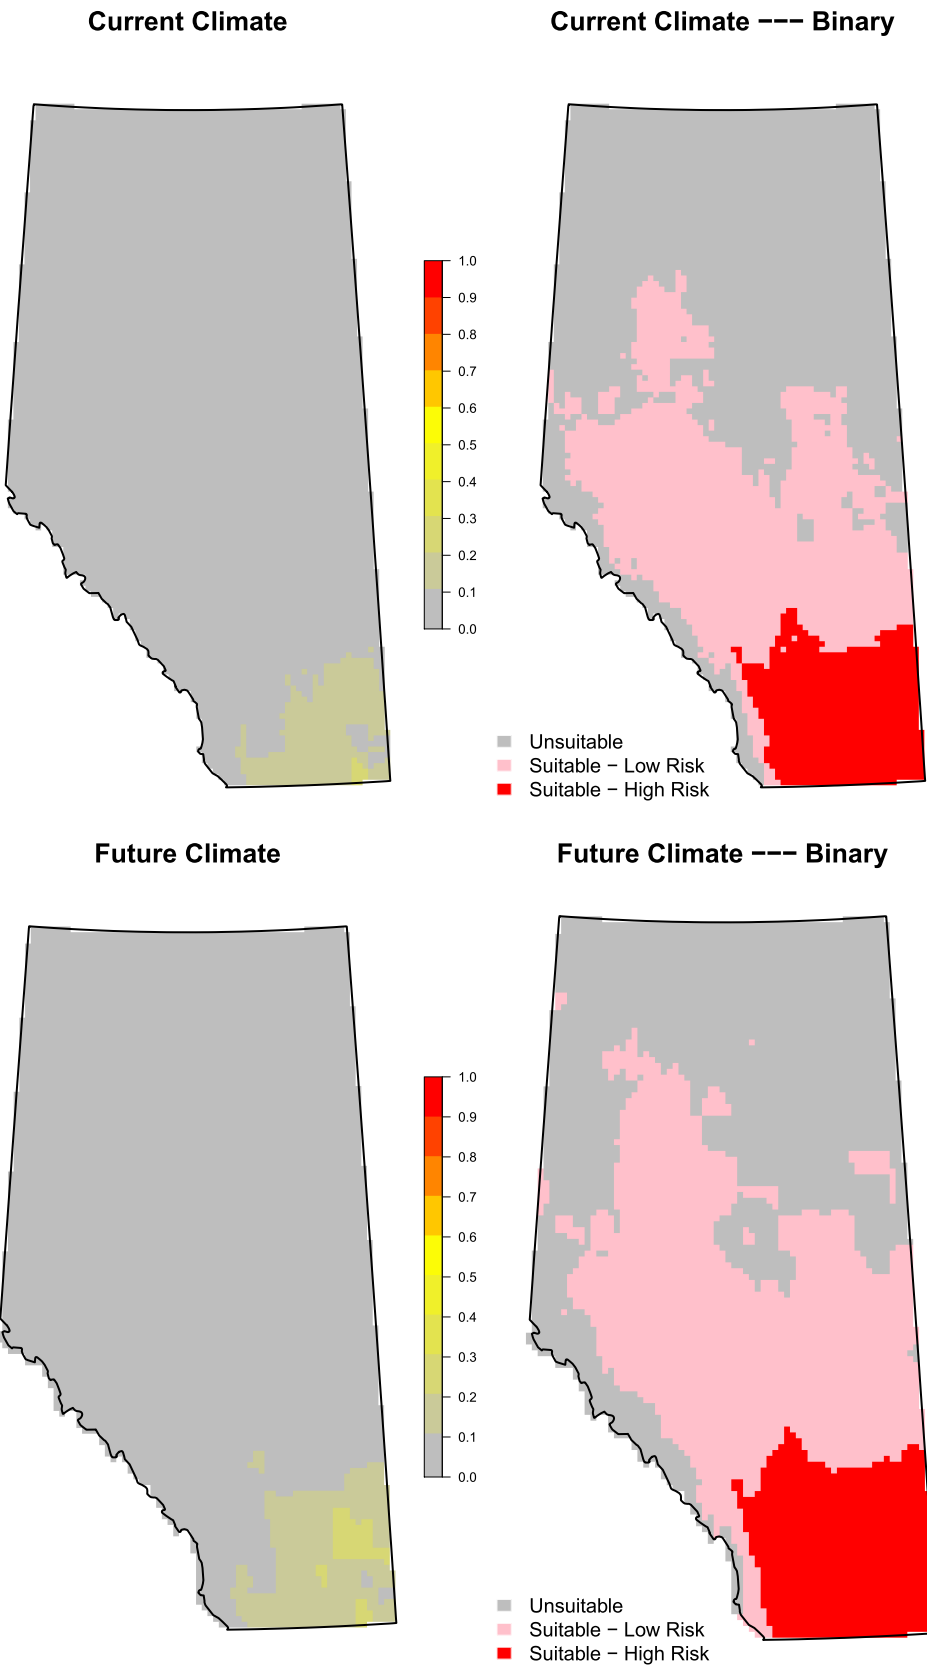 Current Climate
Current Climate −−− Binary
1.0
0.9
0.8
0.7
0.6
0.5
0.4
0.3
0.2
0.1
0.0
Unsuitable
Suitable − Low Risk
Suitable − High Risk
Future Climate
Future Climate −−− Binary
1.0
0.9
0.8
0.7
0.6
0.5
0.4
0.3
0.2
0.1
0.0
Unsuitable
Suitable − Low Risk
Suitable − High Risk